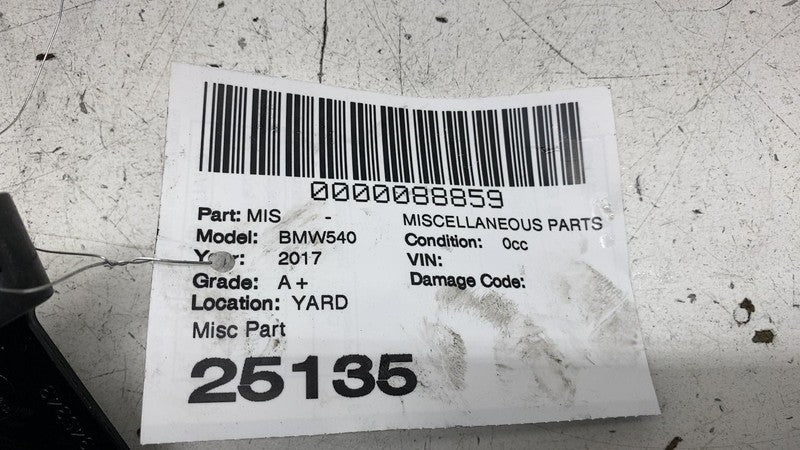 0000088859
Part: MIS - MISCELLANEOUS PARTS
Model: BMW540 Condition: 0cc
Year: 2017 VIN:
Grade: A+ Damage Code:
Location: YARD
Misc Part
25135